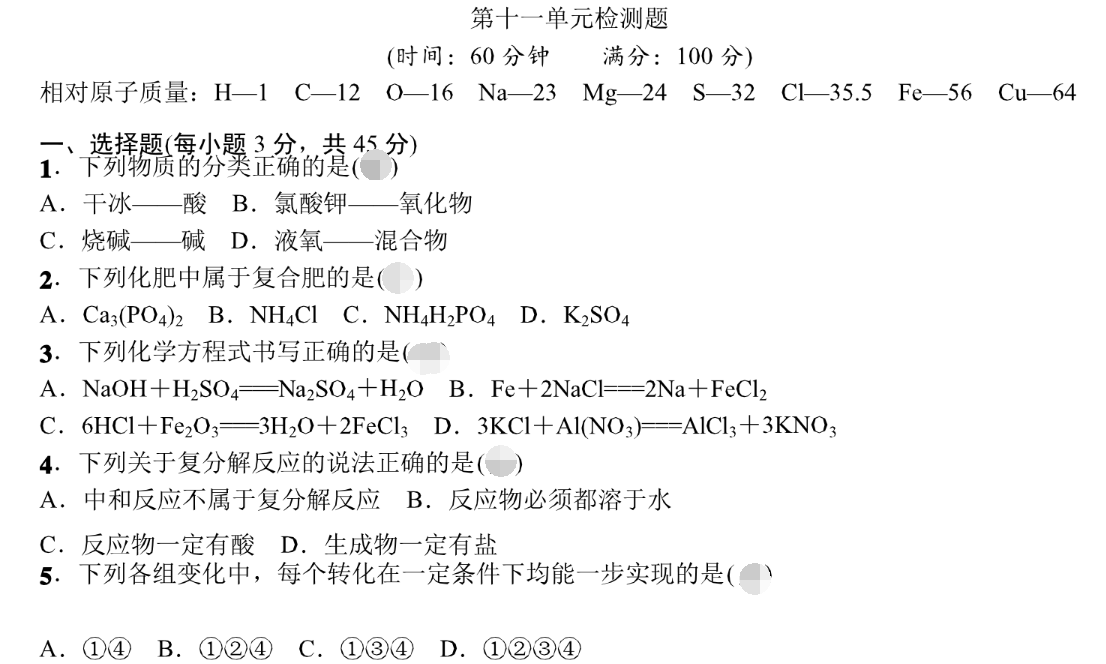 第十一单元检测题
(时间：60分钟 满分：100分)
相对原子质量：H—1 C—12 O—16 Na—23 Mg—24 S—32 Cl—35.5 Fe—56 Cu—64
一、选择题(每小题3分，共45分)
1．下列物质的分类正确的是( )
A．干冰——酸 B．氯酸钾——氧化物
C．烧碱——碱 D．液氧——混合物
2．下列化肥中属于复合肥的是( )
A．Ca₃(PO₄)₂ B．NH₄Cl C．NH₄H₂PO₄ D．K₂SO₄
3．下列化学方程式书写正确的是(
A．NaOH＋H₂SO₄===Na₂SO₄＋H₂O B．Fe＋2NaCl===2Na＋FeCl₂
C．6HCl＋Fe₂O₃===3H₂O＋2FeCl₃ D．3KCl＋Al(NO₃)===AlCl₃＋3KNO₃
4．下列关于复分解反应的说法正确的是( )
A．中和反应不属于复分解反应 B．反应物必须都溶于水
C．反应物一定有酸 D．生成物一定有盐
5．下列各组变化中，每个转化在一定条件下均能一步实现的是( )
A．①④ B．①②④ C．①③④ D．①②③④